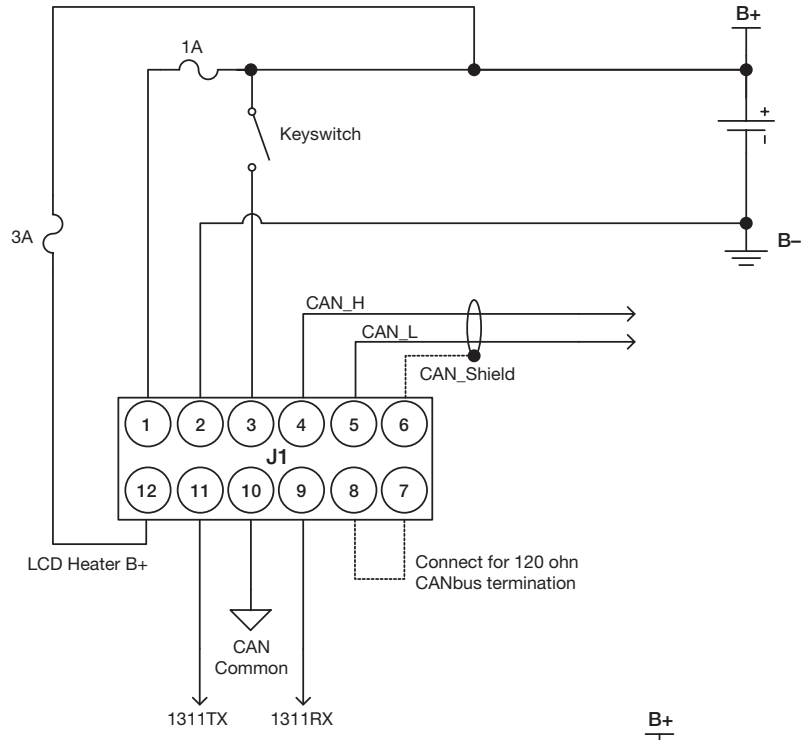 B+
1A
+
–
Keyswitch
3A
B–
CAN_H
CAN_L
CAN_Shield
1 2 3 4 5 6
J1
12 11 10 9 8 7
LCD Heater B+
Connect for 120 ohn
CANbus termination
CAN
Common
1311TX 1311RX
B+